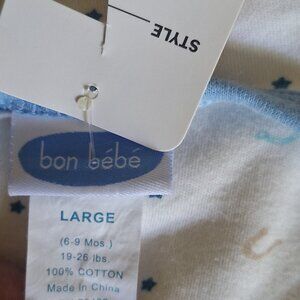 STYLE
bon bébé
LARGE
(6-9 Mos.)
19-26 lbs.
100% COTTON
Made In China